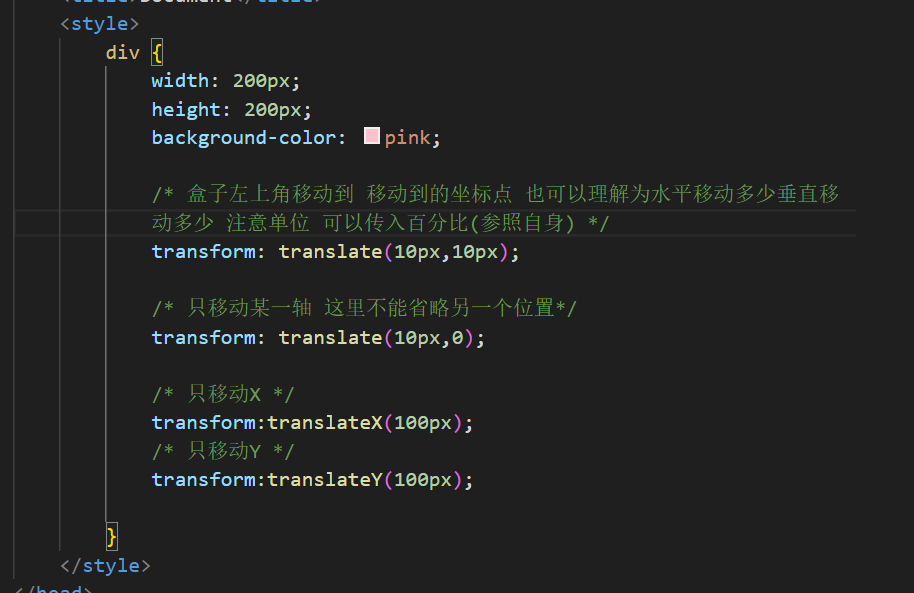 <title>Document</title>
<style>
div {
width: 200px;
height: 200px;
background-color: pink;
/* 盒子左上角移动到 移动到的坐标点 也可以理解为水平移动多少垂直移
动多少 注意单位 可以传入百分比(参照自身) */
transform: translate(10px,10px);
/* 只移动某一轴 这里不能省略另一个位置*/
transform: translate(10px,0);
/* 只移动X */
transform:translateX(100px);
/* 只移动Y */
transform:translateY(100px);
}
</style>
</head>